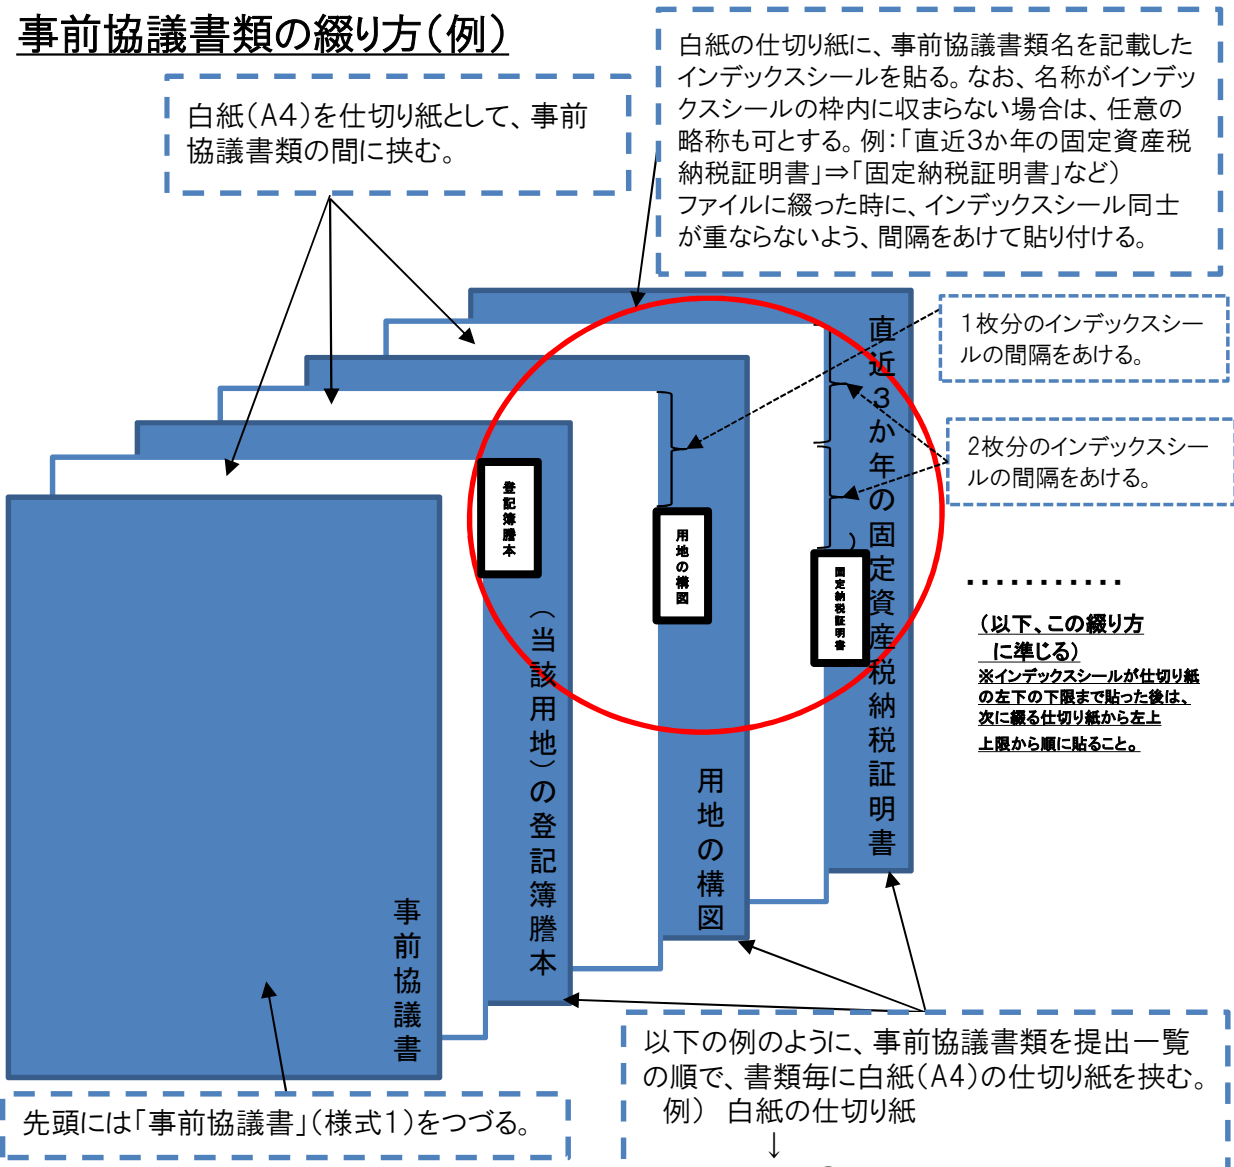 事前協議書類の綴り方（例）
白紙（A4）を仕切り紙として、事前
協議書類の間に挟む。
白紙の仕切り紙に、事前協議書類名を記載した
インデックスシールを貼る。なお、名称がインデッ
クスシールの枠内に収まらない場合は、任意の
略称も可とする。例：「直近3か年の固定資産税
納税証明書」⇒「固定納税証明書」など）
ファイルに綴った時に、インデックスシール同士
が重ならないよう、間隔をあけて貼り付ける。
1枚分のインデックスシー
ルの間隔をあける。
2枚分のインデックスシー
ルの間隔をあける。
直近3か年の固定資産税納税証明書
）
固定納税証明書
用地の構図
用地の構図
登記簿謄本
（当該用地）の登記簿謄本
事前協議書
・・・・・・・・・・・
（以下、この綴り方
に準じる）
※インデックスシールが仕切り紙
の左下の下限まで貼った後は、
次に綴る仕切り紙から左上
上限から順に貼ること。
先頭には「事前協議書」（様式1）をつづる。
以下の例のように、事前協議書類を提出一覧
の順で、書類毎に白紙（A4）の仕切り紙を挟む。
例） 白紙の仕切り紙
↓